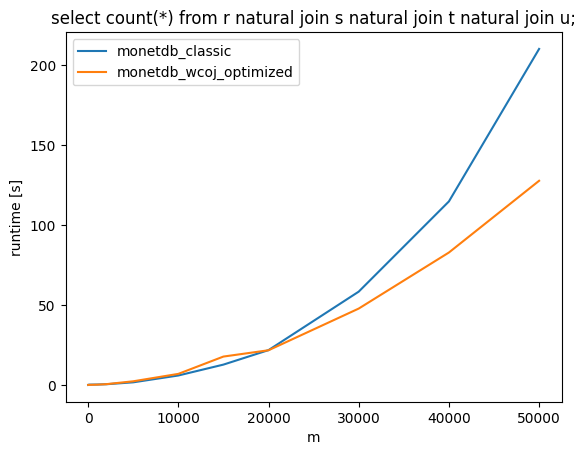 select count(*) from r natural join s natural join t natural join u;
monetdb_classic
monetdb_wcoj_optimized
200
150
100
50
0
runtime [s]
0 10000 20000 30000 40000 50000
m